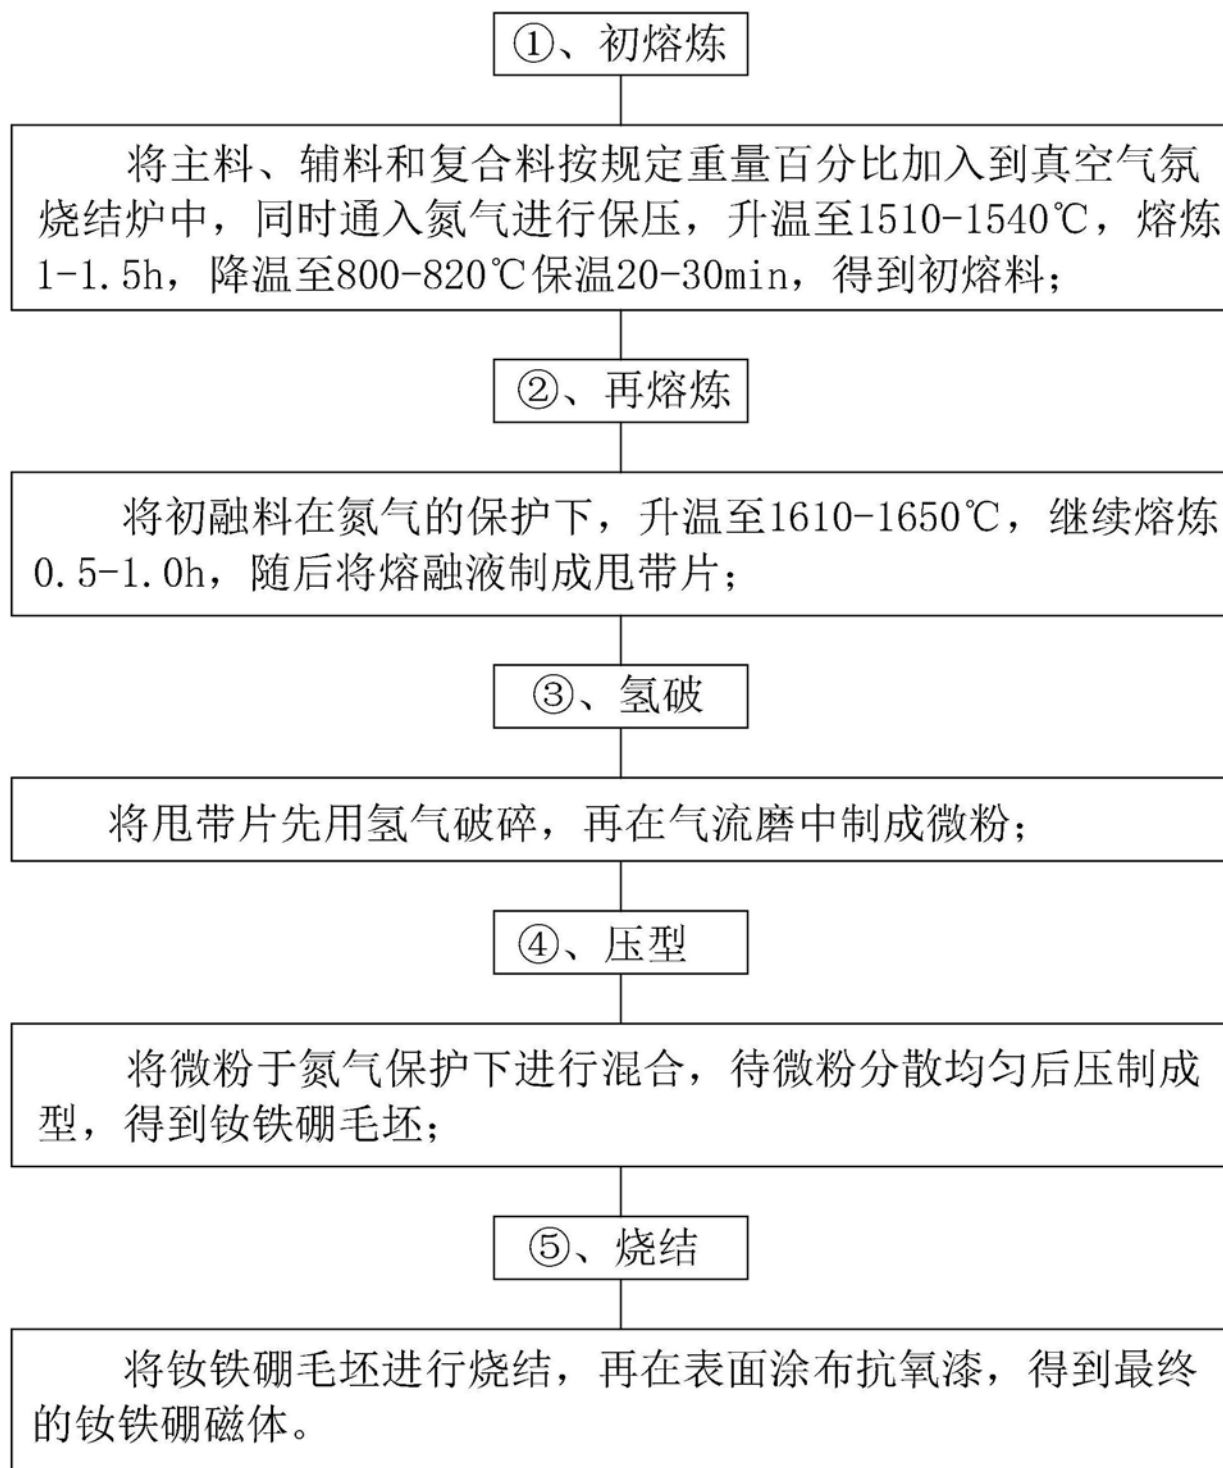 ①、初熔炼
将主料、辅料和复合料按规定重量百分比加入到真空气氛
烧结炉中，同时通入氮气进行保压，升温至1510-1540℃，熔炼
1-1.5h，降温至800-820℃保温20-30min，得到初熔料；
②、再熔炼
将初融料在氮气的保护下，升温至1610-1650℃，继续熔炼
0.5-1.0h，随后将熔融液制成甩带片；
③、氢破
将甩带片先用氢气破碎，再在气流磨中制成微粉；
④、压型
将微粉于氮气保护下进行混合，待微粉分散均匀后压制成
型，得到钕铁硼毛坯；
⑤、烧结
将钕铁硼毛坯进行烧结，再在表面涂布抗氧漆，得到最终
的钕铁硼磁体。